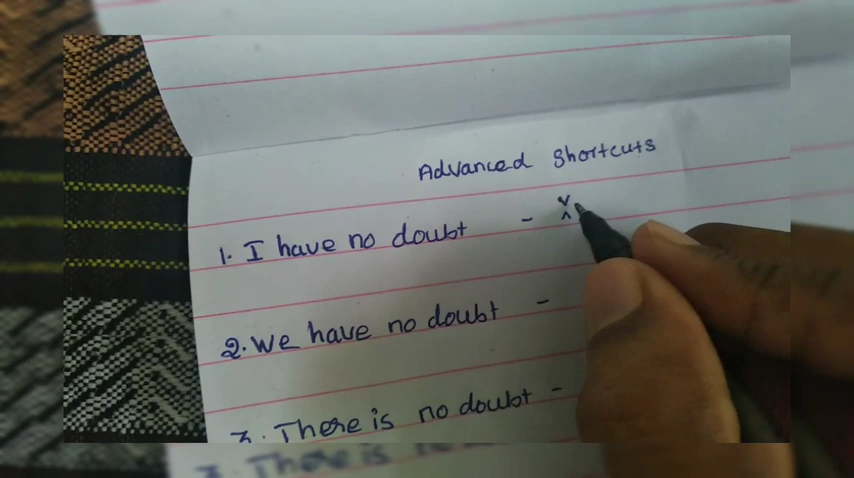 Advanced Shortcuts
1. I have no doubt -
2. We have no doubt -
3. There is no doubt -